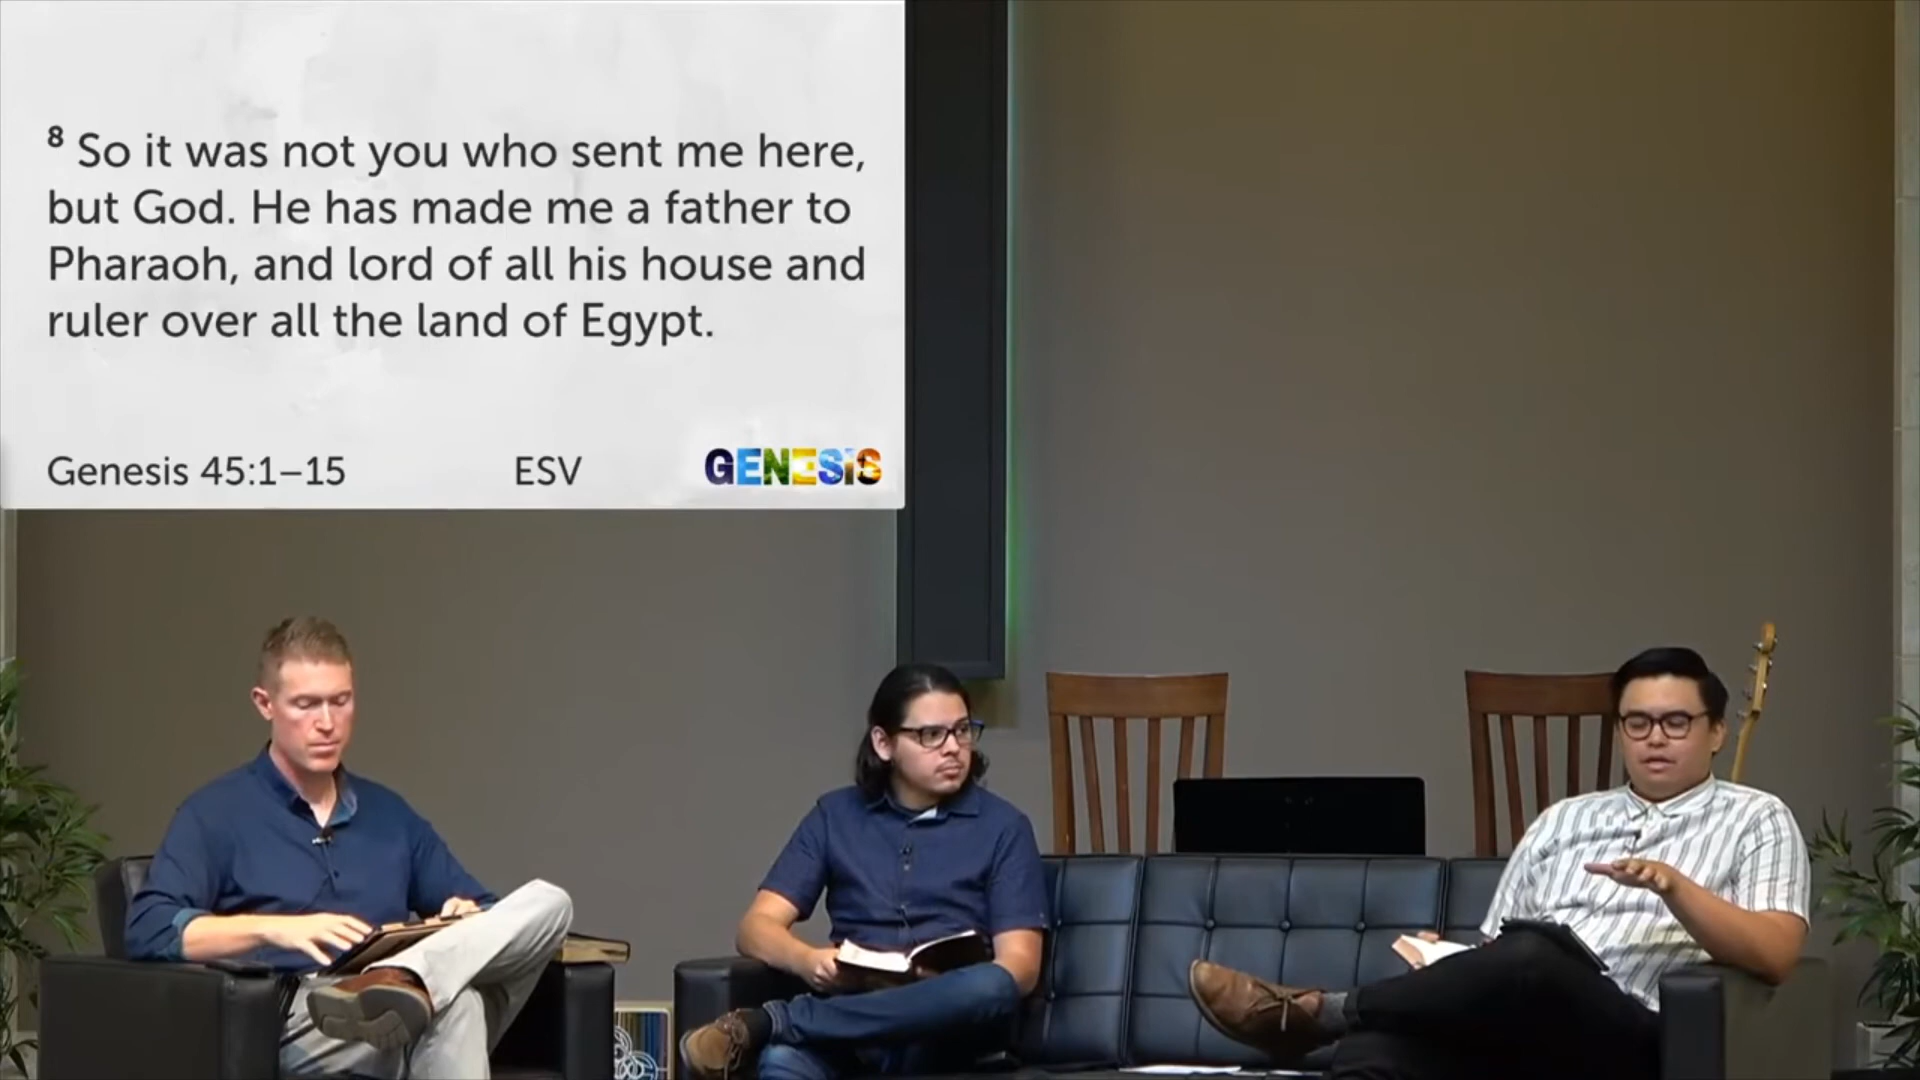 ⁸ So it was not you who sent me here,
but God. He has made me a father to
Pharaoh, and lord of all his house and
ruler over all the land of Egypt.
Genesis 45:1–15 ESV GENESIS